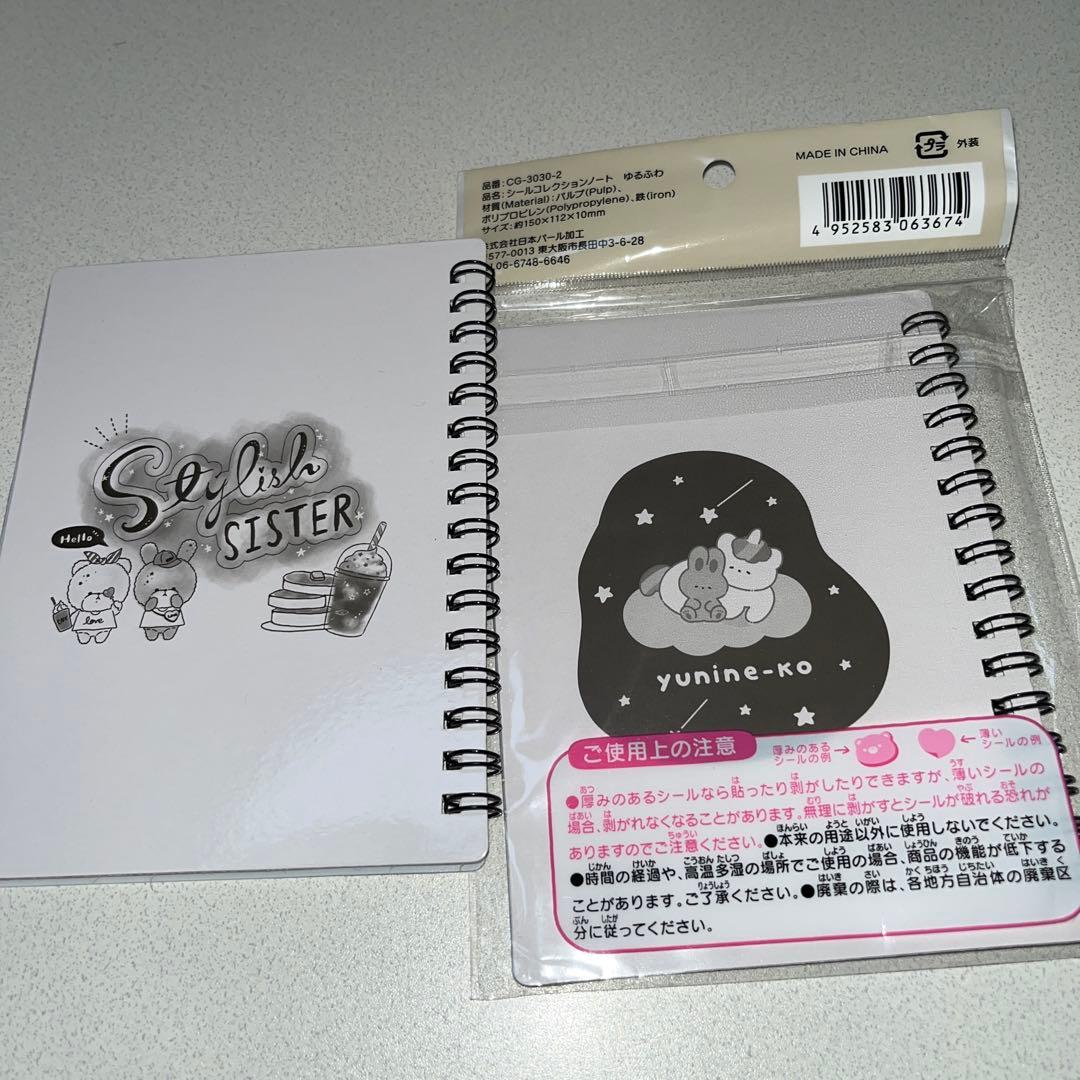 Stylish
SISTER
Hello
love
品番:CG-3030-2
品名:シールコレクションノート ゆるふわ
材質(Material):パルプ(Pulp)、
ポリプロピレン(Polypropylene)、鉄(iron)
サイズ:約150×112×10mm
式会社日本パール加工
577-0013 東大阪市長田中3-6-28
06-6748-6646
MADE IN CHINA
プラ
外装
4 952583 063674
yunine-ko
ご使用上の注意
厚みのある
シールの例
薄い
シールの例
●厚みのあるシールなら貼ったり剥がしたりできますが、薄いシールの
場合、剥がれなくなることがあります。無理に剥がすとシールが破れる恐れが
ありますのでご注意ください。●本来の用途以外に使用しないでください。
●時間の経過や、高温多湿の場所でご使用の場合、商品の機能が低下する
ことがあります。ご了承ください。●廃棄の際は、各地方自治体の廃棄区
分に従ってください。